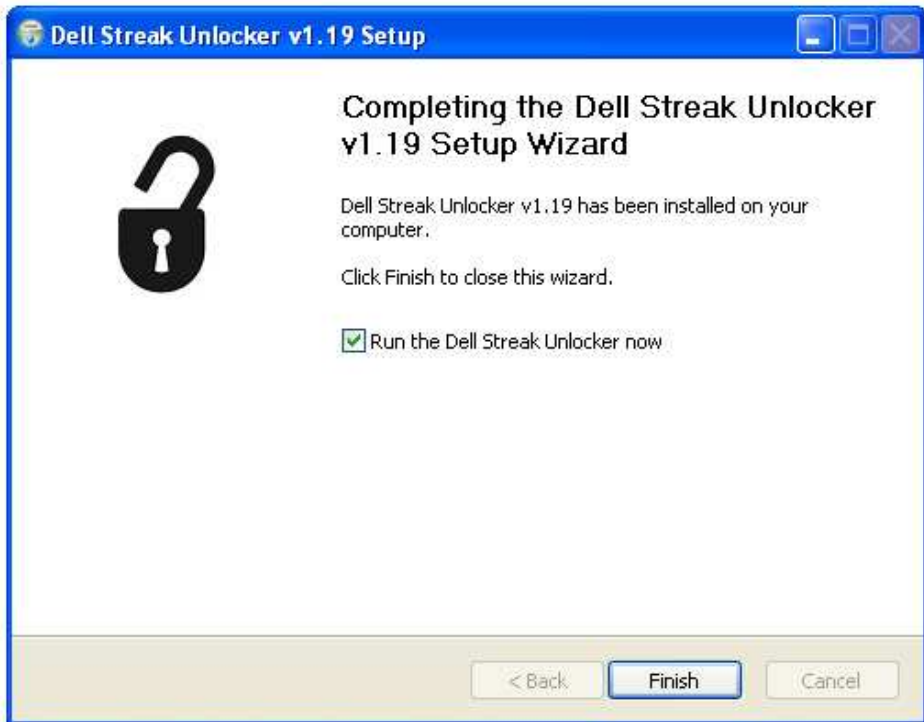 Dell Streak Unlocker v1.19 Setup
Completing the Dell Streak Unlocker
v1.19 Setup Wizard
Dell Streak Unlocker v1.19 has been installed on your
computer.
Click Finish to close this wizard.
Run the Dell Streak Unlocker now
< Back
Finish
Cancel